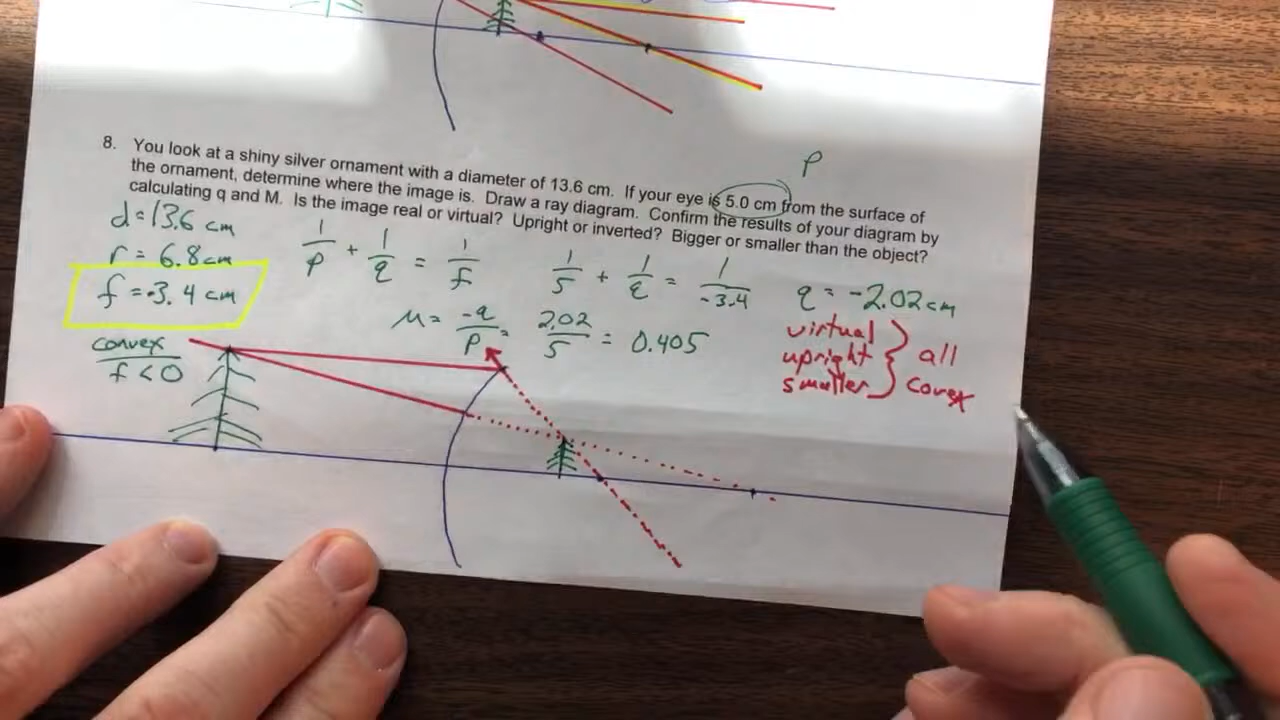 8. You look at a shiny silver ornament with a diameter of 13.6 cm. If your eye is 5.0 cm from the surface of
the ornament, determine where the image is. Draw a ray diagram. Confirm the results of your diagram by
calculating q and M. Is the image real or virtual? Upright or inverted? Bigger or smaller than the object?
P
d = 13.6 cm
r = 6.8 cm
f = -3.4 cm
convex
f < 0
1/p + 1/q = 1/f
1/5 + 1/q = 1/-3.4
q = -2.02 cm
M = -q/p = 2.02/5 = 0.405
virtual
upright
smaller
all
covex